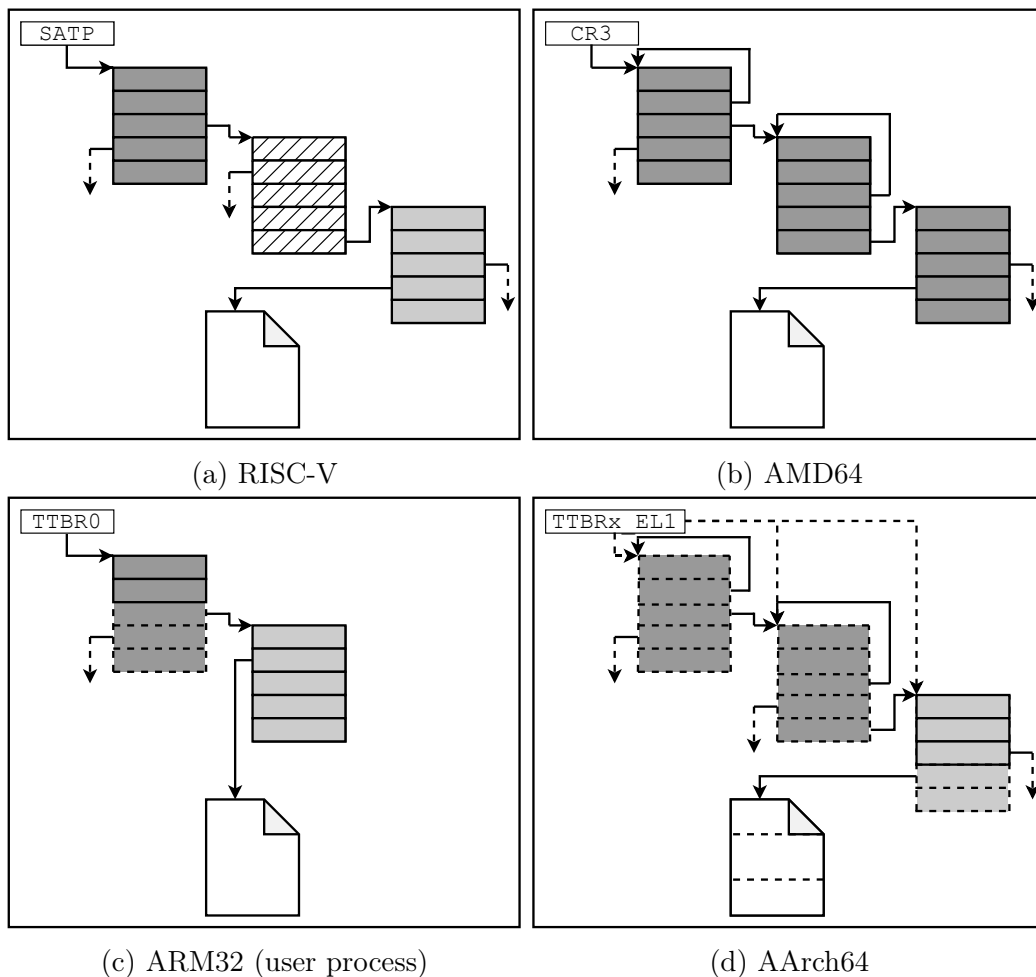 SATP
CR3
(a) RISC-V
(b) AMD64
TTBR0
TTBRx_EL1
(c) ARM32 (user process)
(d) AArch64